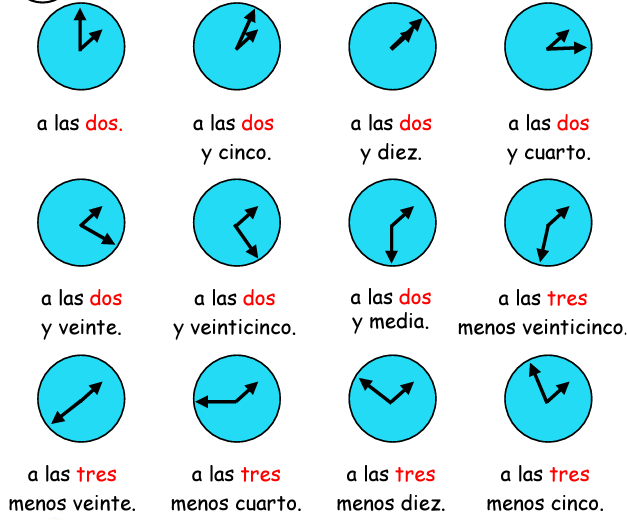 a las dos.
a las dos
y cinco.
a las dos
y diez.
a las dos
y cuarto.
a las dos
y veinte.
a las dos
y veinticinco.
a las dos
y media.
a las tres
menos veinticinco.
a las tres
menos veinte.
a las tres
menos cuarto.
a las tres
menos diez.
a las tres
menos cinco.